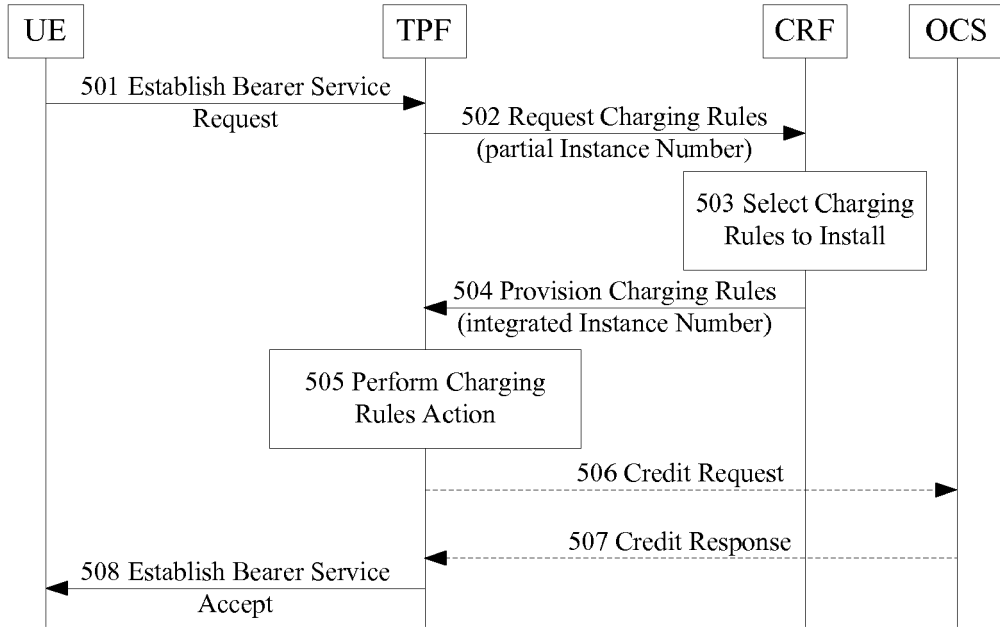 UE
TPF
CRF
OCS
501 Establish Bearer Service
Request
502 Request Charging Rules
(partial Instance Number)
503 Select Charging
Rules to Install
504 Provision Charging Rules
(integrated Instance Number)
505 Perform Charging
Rules Action
506 Credit Request
507 Credit Response
508 Establish Bearer Service
Accept